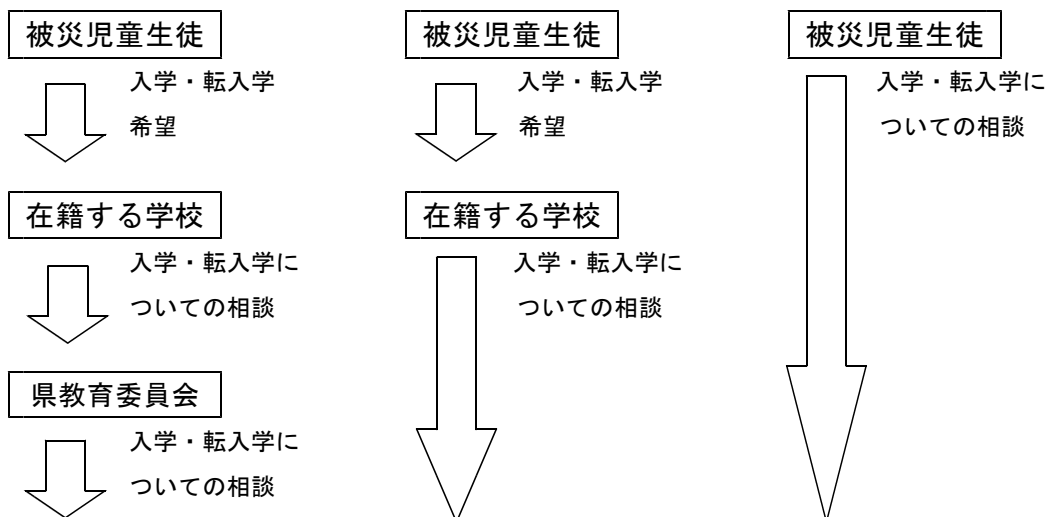 被災児童生徒
入学・転入学
希望
在籍する学校
入学・転入学に
ついての相談
県教育委員会
入学・転入学に
ついての相談
被災児童生徒
入学・転入学
希望
在籍する学校
入学・転入学に
ついての相談
被災児童生徒
入学・転入学に
ついての相談